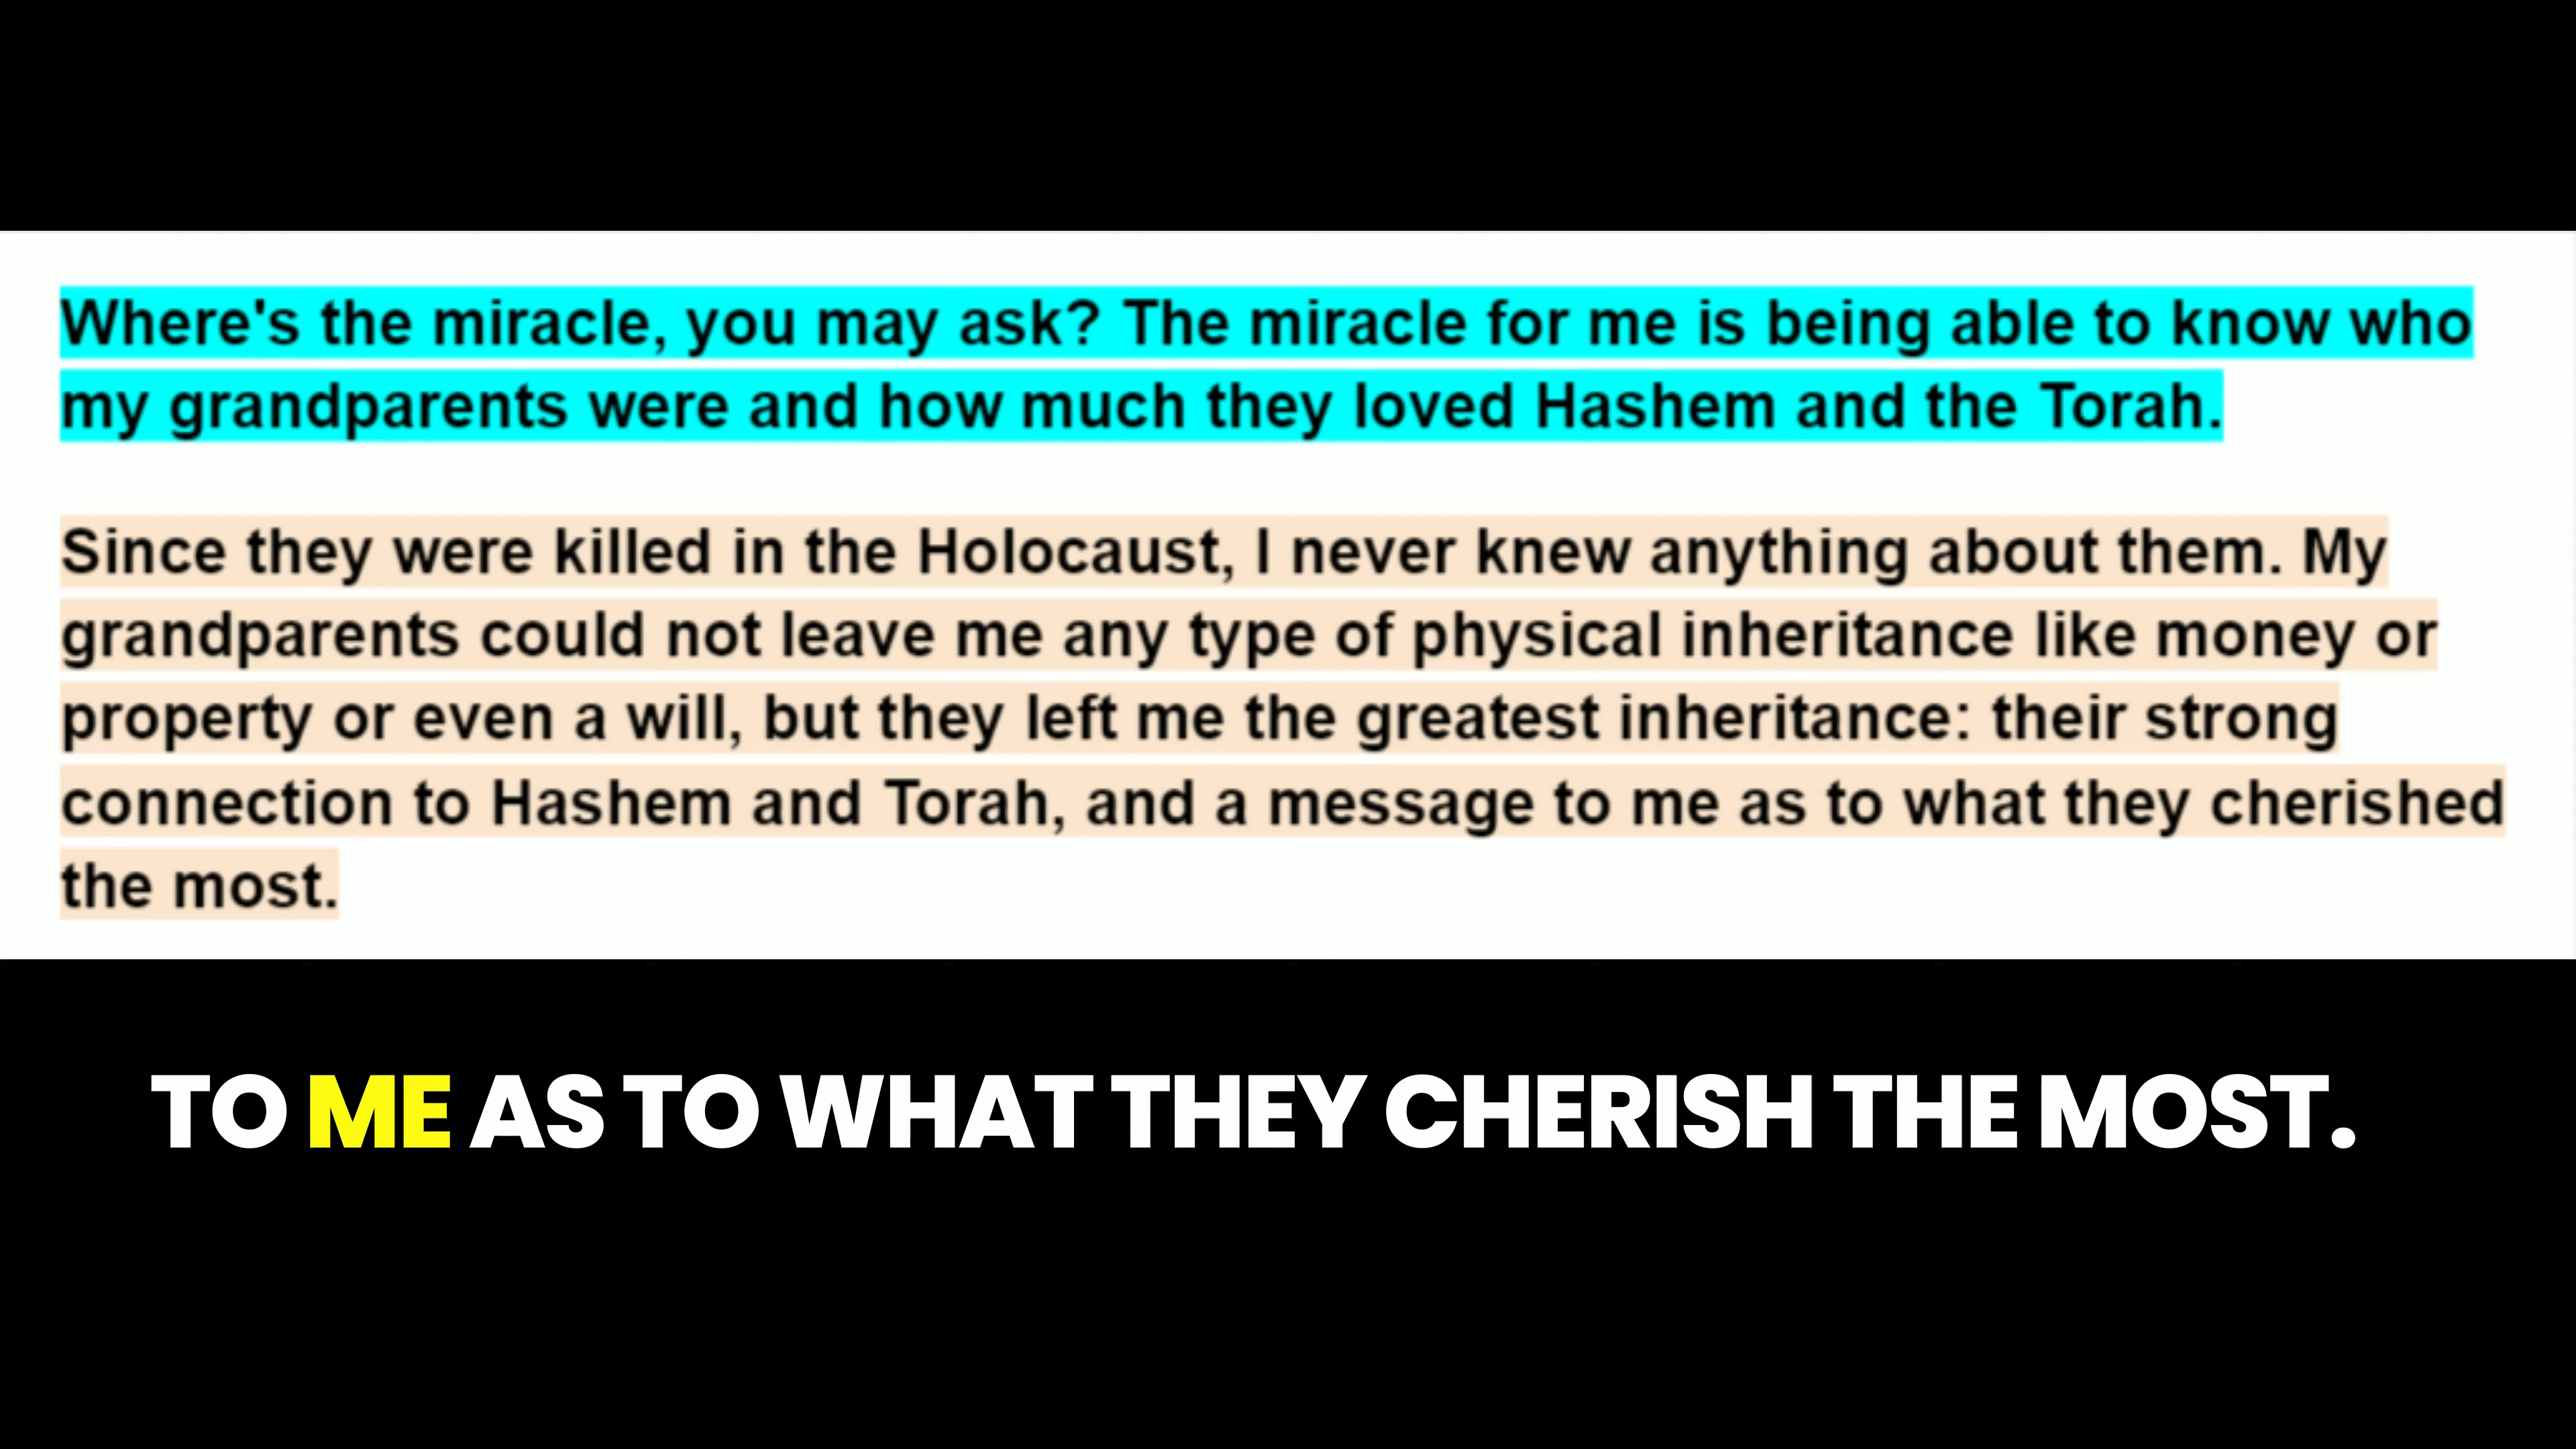 Where's the miracle, you may ask? The miracle for me is being able to know who
my grandparents were and how much they loved Hashem and the Torah.
Since they were killed in the Holocaust, I never knew anything about them. My
grandparents could not leave me any type of physical inheritance like money or
property or even a will, but they left me the greatest inheritance: their strong
connection to Hashem and Torah, and a message to me as to what they cherished
the most.
TO ME AS TO WHAT THEY CHERISH THE MOST.